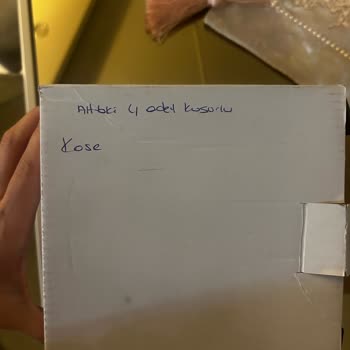 Alttaki 4 adet kusurlu
Köse